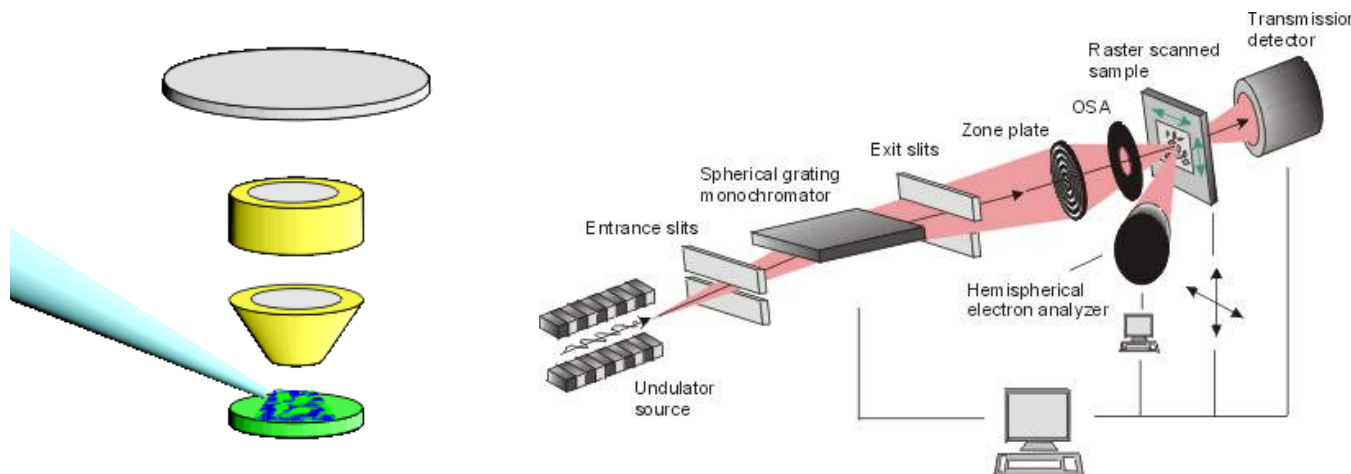 Transmission
detector
Raster scanned
sample
OSA
Zone plate
Exit slits
Spherical grating
monochromator
Entrance slits
Hemispherical
electron analyzer
Undulator
source